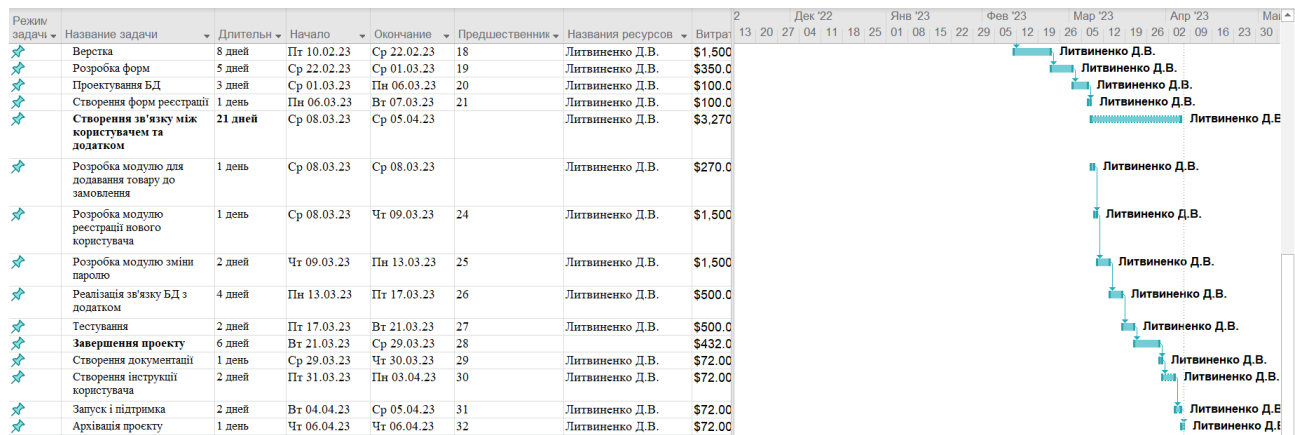 Режим задачи Название задачи Длительн Начало Окончание Предшественник Названия ресурсов Витрат
2 Дек '22 Янв '23 Фев '23 Мар '23 Апр '23 Май
13 20 27 04 11 18 25 01 08 15 22 29 05 12 19 26 05 12 19 26 02 09 16 23 30
Верстка 8 дней Пт 10.02.23 Ср 22.02.23 18 Литвиненко Д.В. $1,500 Литвиненко Д.В.
Розробка форм 5 дней Ср 22.02.23 Ср 01.03.23 19 Литвиненко Д.В. $350.0 Литвиненко Д.В.
Проектування БД 3 дней Ср 01.03.23 Пн 06.03.23 20 Литвиненко Д.В. $100.0 Литвиненко Д.В.
Створення форм реєстрації 1 день Пн 06.03.23 Вт 07.03.23 21 Литвиненко Д.В. $100.0 Литвиненко Д.В.
Створення зв'язку між 21 дней Ср 08.03.23 Ср 05.04.23 Литвиненко Д.В. $3,270 Литвиненко Д.В
користувачем та
додатком
Розробка модулю для 1 день Ср 08.03.23 Ср 08.03.23 Литвиненко Д.В. $270.0 Литвиненко Д.В.
додавання товару до
замовлення
Розробка модулю 1 день Ср 08.03.23 Чт 09.03.23 24 Литвиненко Д.В. $1,500 Литвиненко Д.В.
реєстрації нового
користувача
Розробка модулю зміни 2 дней Чт 09.03.23 Пн 13.03.23 25 Литвиненко Д.В. $1,500 Литвиненко Д.В.
паролю
Реалізація зв'язку БД з 4 дней Пн 13.03.23 Пт 17.03.23 26 Литвиненко Д.В. $500.0 Литвиненко Д.В.
додатком
Тестування 2 дней Пт 17.03.23 Вт 21.03.23 27 Литвиненко Д.В. $500.0 Литвиненко Д.В.
Завершення проекту 6 дней Вт 21.03.23 Ср 29.03.23 28 $432.0
Створення документації 1 день Ср 29.03.23 Чт 30.03.23 29 Литвиненко Д.В. $72.00 Литвиненко Д.В.
Створення інструкції 2 дней Пт 31.03.23 Пн 03.04.23 30 Литвиненко Д.В. $72.00 Литвиненко Д.В.
користувача
Запуск і підтримка 2 дней Вт 04.04.23 Ср 05.04.23 31 Литвиненко Д.В. $72.00 Литвиненко Д.В
Архівація проєкту 1 день Чт 06.04.23 Чт 06.04.23 32 Литвиненко Д.В. $72.00 Литвиненко Д.В